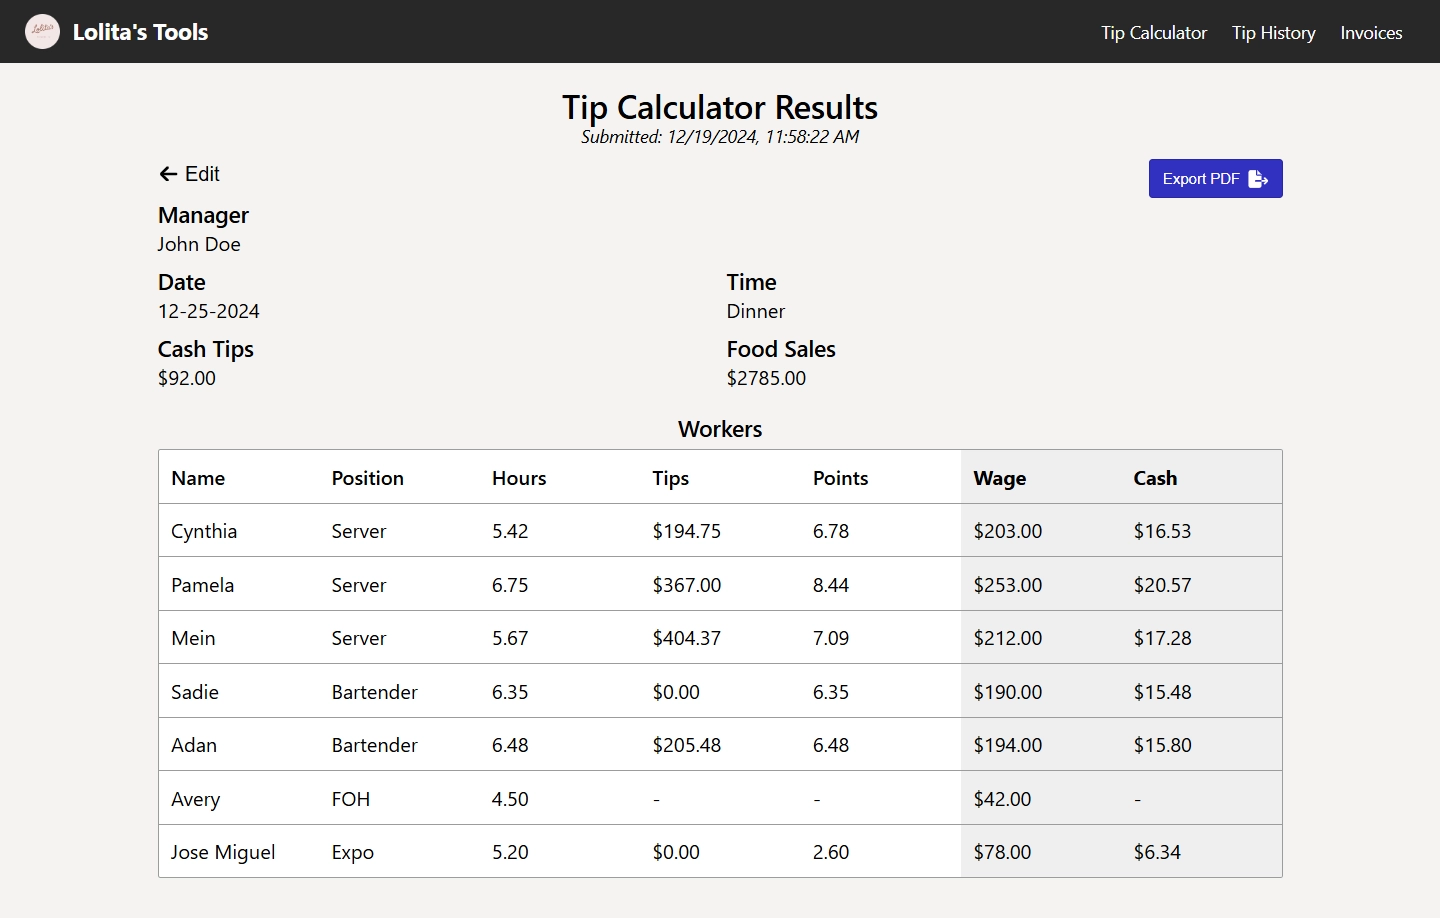 Lolita's
Lolita's Tools
Tip Calculator Tip History Invoices
Tip Calculator Results
Submitted: 12/19/2024, 11:58:22 AM
Edit
Export PDF
Manager
John Doe
Date Time
12-25-2024 Dinner
Cash Tips Food Sales
$92.00 $2785.00
Workers
Name Position Hours Tips Points Wage Cash
Cynthia Server 5.42 $194.75 6.78 $203.00 $16.53
Pamela Server 6.75 $367.00 8.44 $253.00 $20.57
Mein Server 5.67 $404.37 7.09 $212.00 $17.28
Sadie Bartender 6.35 $0.00 6.35 $190.00 $15.48
Adan Bartender 6.48 $205.48 6.48 $194.00 $15.80
Avery FOH 4.50 - - $42.00 -
Jose Miguel Expo 5.20 $0.00 2.60 $78.00 $6.34